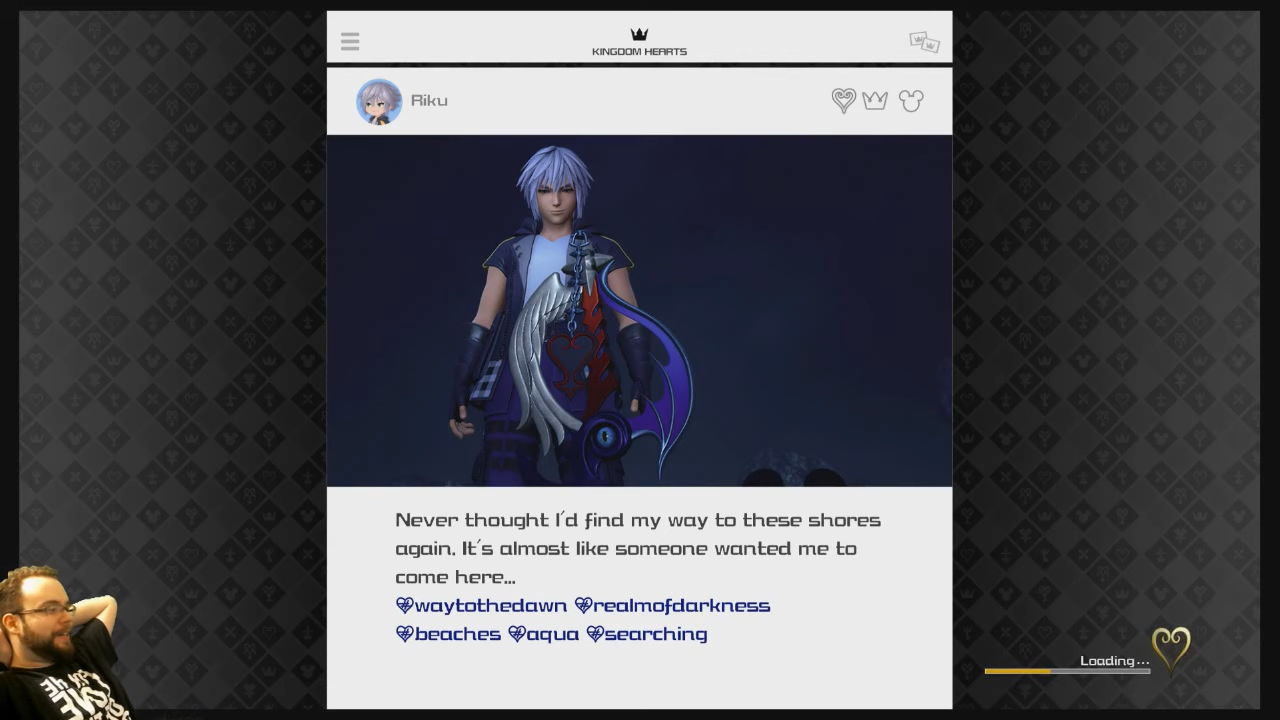 KINGDOM HEARTS
Riku
Never thought I'd find my way to these shores
again. It's almost like someone wanted me to
come here...
waytothedawn realmofdarkness
beaches aqua searching
Loading...